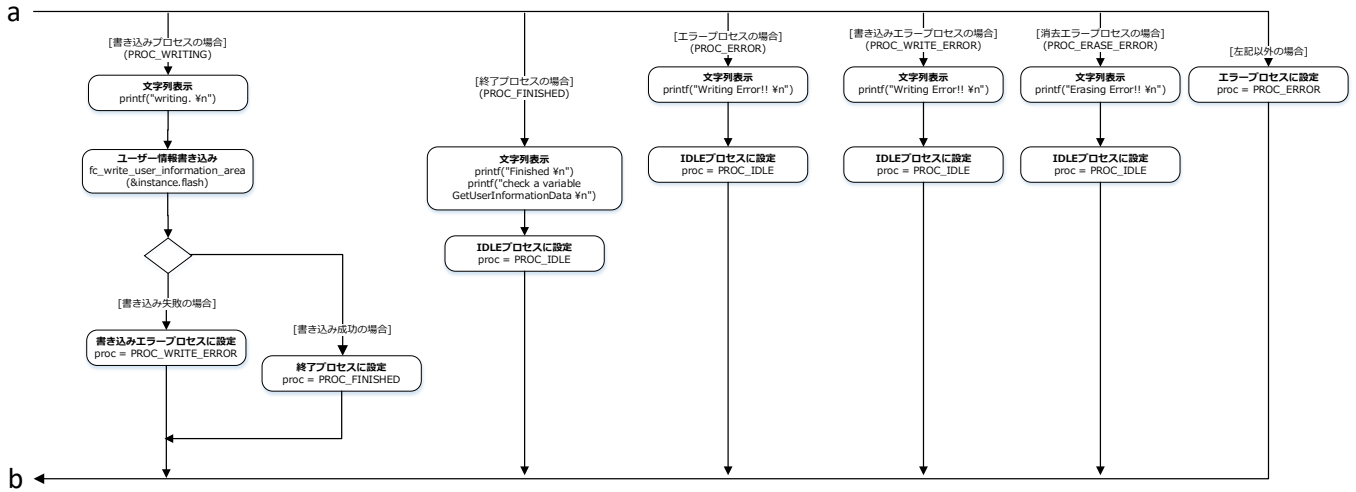 a
[書き込みプロセスの場合]
(PROC_WRITING)
文字列表示
printf("writing. ¥n")
ユーザー情報書き込み
fc_write_user_information_area
(&instance.flash)
[書き込み失敗の場合]
書き込みエラープロセスに設定
proc = PROC_WRITE_ERROR
[書き込み成功の場合]
終了プロセスに設定
proc = PROC_FINISHED
[終了プロセスの場合]
(PROC_FINISHED)
文字列表示
printf("Finished ¥n")
printf("check a variable
GetUserInformationData ¥n")
IDLEプロセスに設定
proc = PROC_IDLE
[エラープロセスの場合]
(PROC_ERROR)
文字列表示
printf("Writing Error!! ¥n")
IDLEプロセスに設定
proc = PROC_IDLE
[書き込みエラープロセスの場合]
(PROC_WRITE_ERROR)
文字列表示
printf("Writing Error!! ¥n")
IDLEプロセスに設定
proc = PROC_IDLE
[消去エラープロセスの場合]
(PROC_ERASE_ERROR)
文字列表示
printf("Erasing Error!! ¥n")
IDLEプロセスに設定
proc = PROC_IDLE
[左記以外の場合]
エラープロセスに設定
proc = PROC_ERROR
b